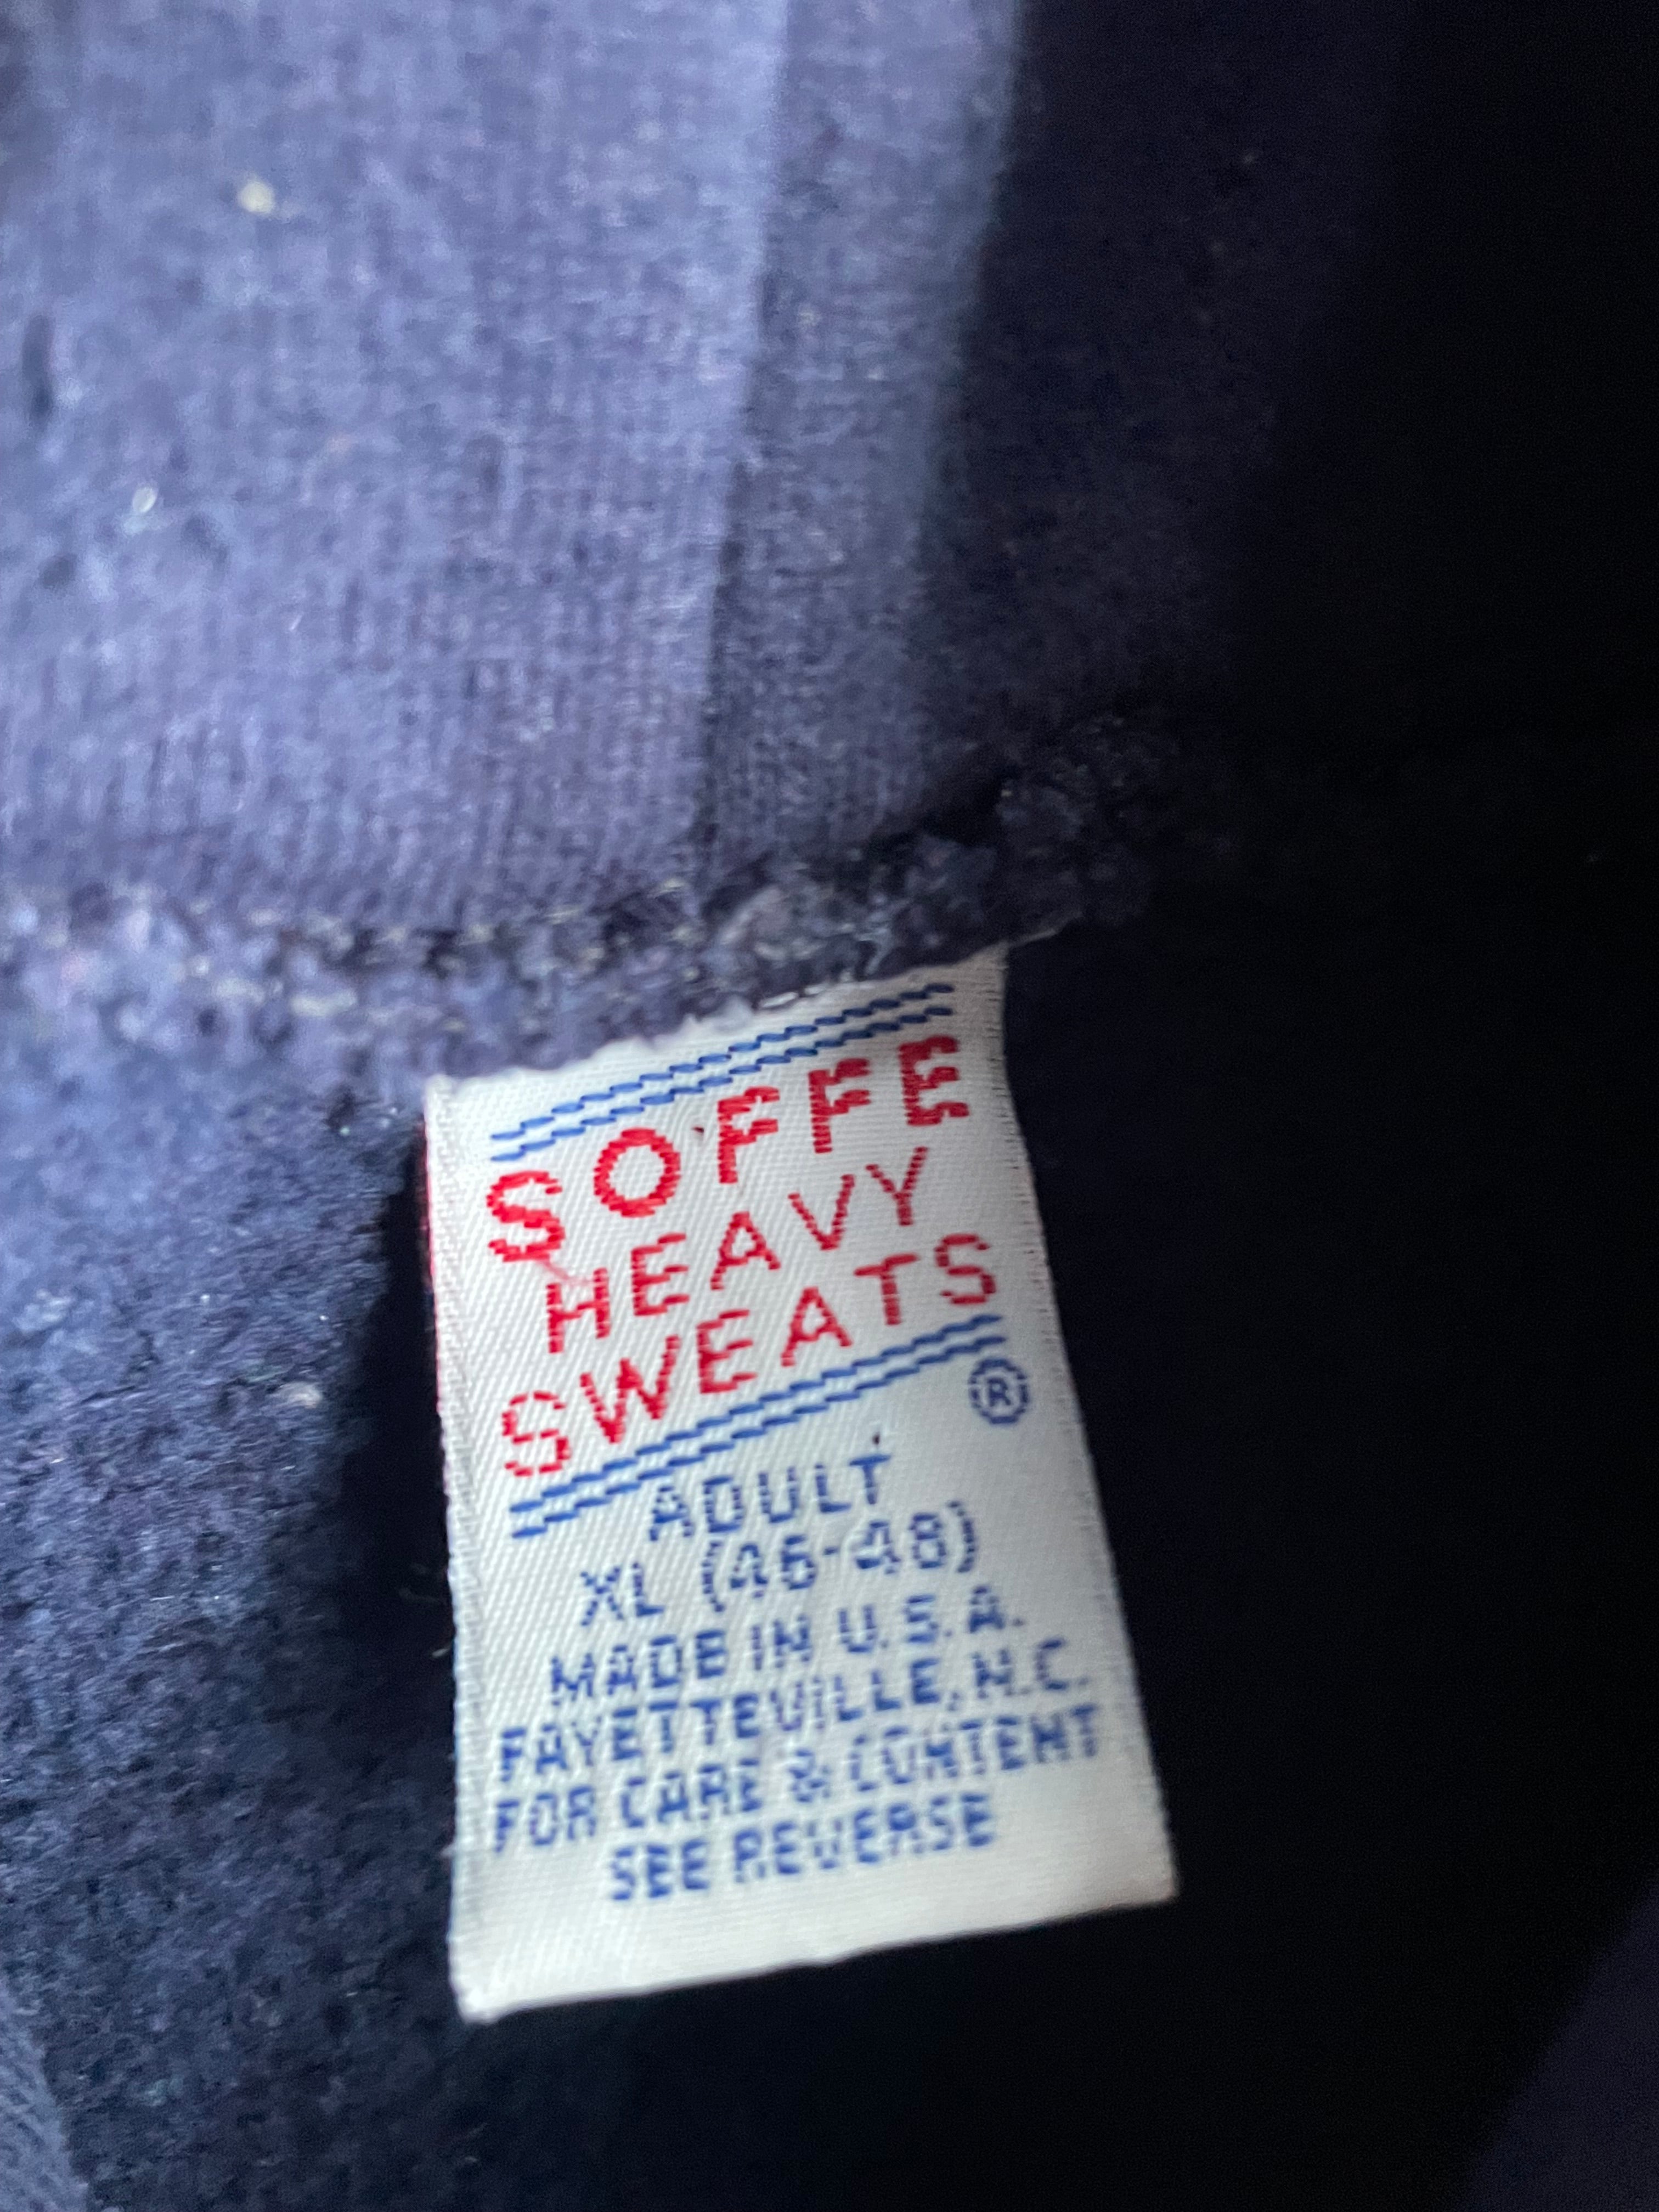 SOFFE
HEAVY
SWEATS
®
ADULT
XL (46-48)
MADE IN U.S.A.
FAYETTEVILLE, N.C.
FOR CARE & CONTENT
SEE REVERSE